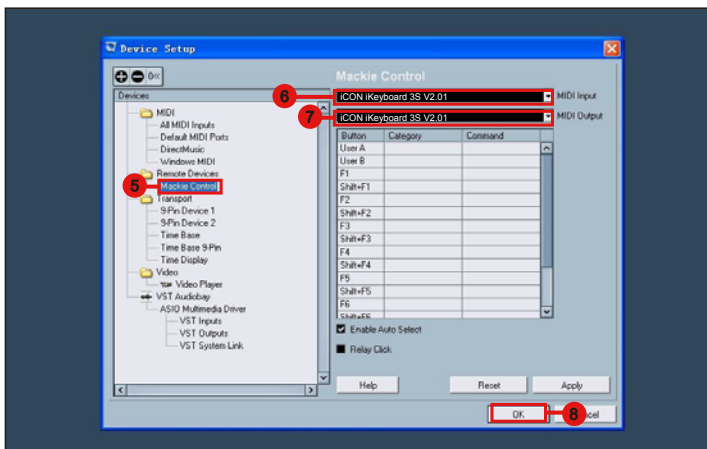 Device Setup
Devices
MIDI
All MIDI Inputs
Default MIDI Ports
DirectMusic
Windows MIDI
Remote Devices
5
Mackie Control
Transport
9-Pin Device 1
9-Pin Device 2
Time Base
Time Base 9-Pin
Time Display
Video
Video Player
VST Audiobay
ASIO Multimedia Driver
VST Inputs
VST Outputs
VST System Link
Mackie Control
6
iCON iKeyboard 3S V2.01
MIDI Input
7
iCON iKeyboard 3S V2.01
MIDI Output
Button Category Command
User A
User B
F1
Shift+F1
F2
Shift+F2
F3
Shift+F3
F4
Shift+F4
F5
Shift+F5
F6
Shift+F6
Enable Auto Select
Relay Click
Help Reset Apply
OK 8 cel